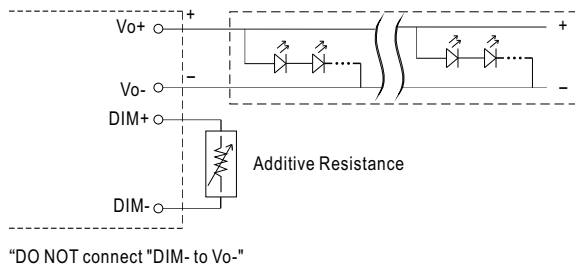 Vo+
+
+
−
Vo-
−
DIM+
Additive Resistance
DIM-
“DO NOT connect "DIM- to Vo-"